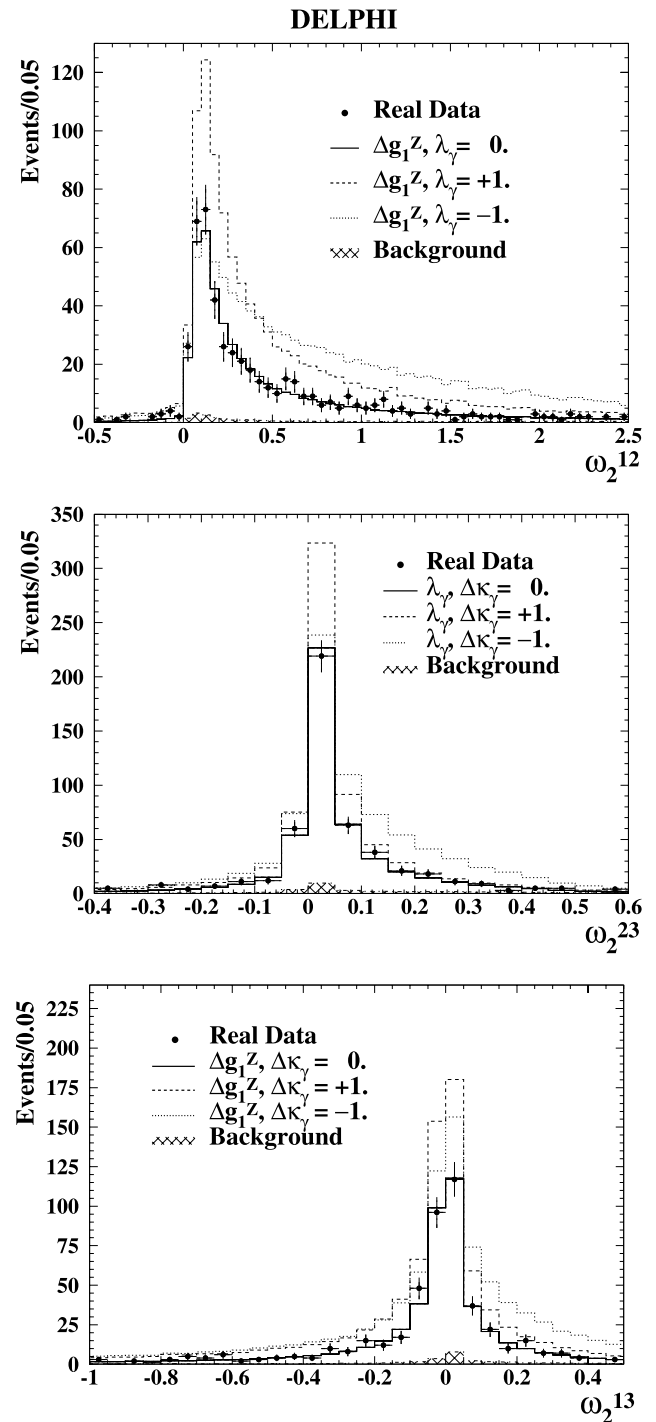 DELPHI
Events/0.05
120
100
80
60
40
20
0
-0.5 0 0.5 1 1.5 2 2.5
ω₂¹²
Real Data
Δg₁ᶻ, λᵧ= 0.
Δg₁ᶻ, λᵧ= +1.
Δg₁ᶻ, λᵧ= −1.
Background
Events/0.05
350
300
250
200
150
100
50
0
-0.4 -0.3 -0.2 -0.1 0 0.1 0.2 0.3 0.4 0.5 0.6
ω₂²³
Real Data
λᵧ, Δκᵧ= 0.
λᵧ, Δκᵧ= +1.
λᵧ, Δκᵧ= −1.
Background
Events/0.05
225
200
175
150
125
100
75
50
25
0
-1 -0.8 -0.6 -0.4 -0.2 0 0.2 0.4
ω₂¹³
Real Data
Δg₁ᶻ, Δκᵧ = 0.
Δg₁ᶻ, Δκᵧ = +1.
Δg₁ᶻ, Δκᵧ = −1.
Background